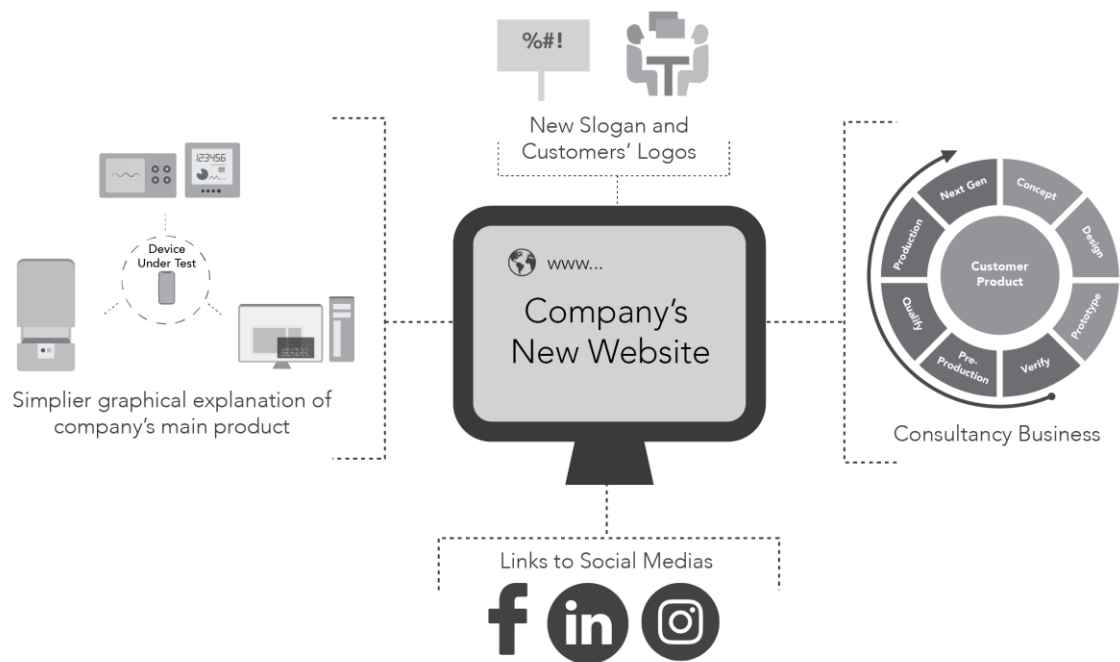 %#!
New Slogan and
Customers' Logos
123456
Device
Under Test
Simplier graphical explanation of
company's main product
www...
Company's
New Website
Next Gen
Concept
Design
Prototype
Verify
Pre-
Production
Qualify
Production
Customer
Product
Consultancy Business
Links to Social Medias
f
in